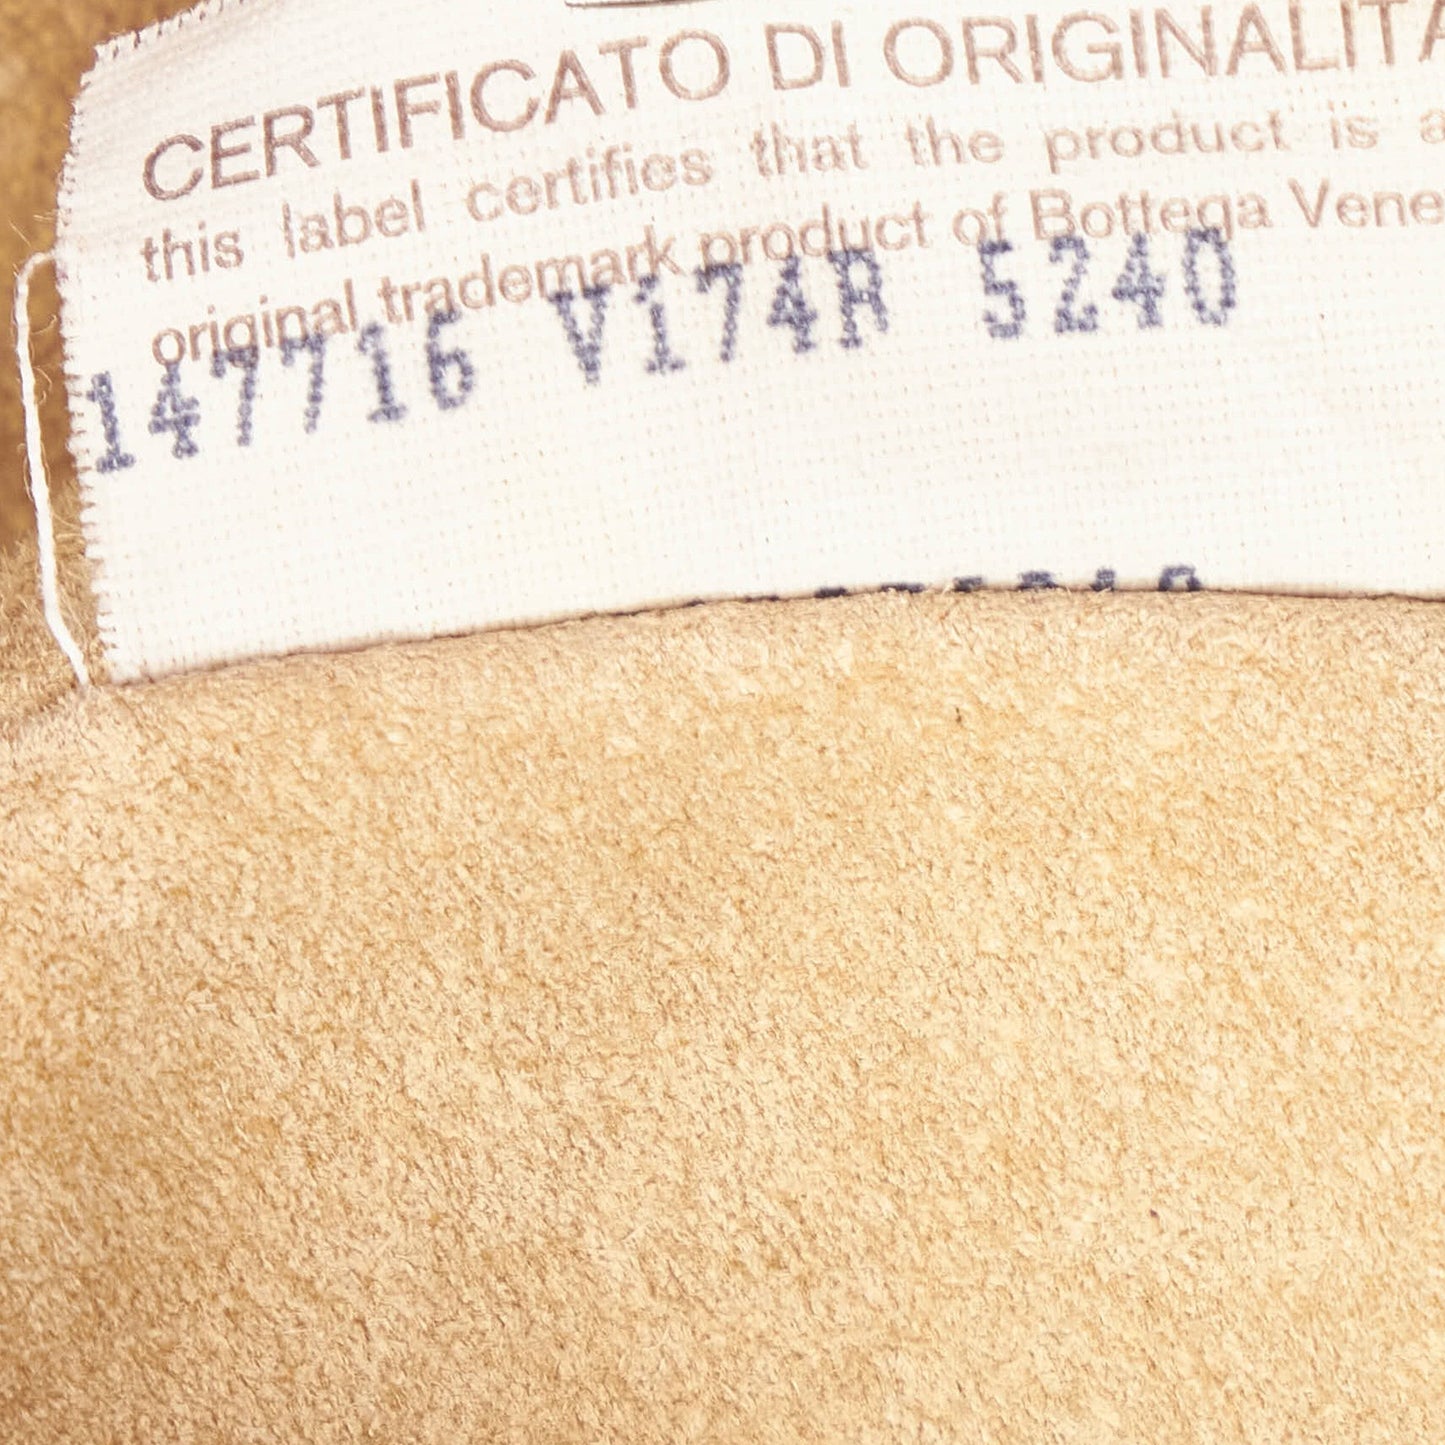 CERTIFICATO DI ORIGINALITA
this label certifies that the product is a
original trademark product of Bottega Vene
147716 V174R 5240